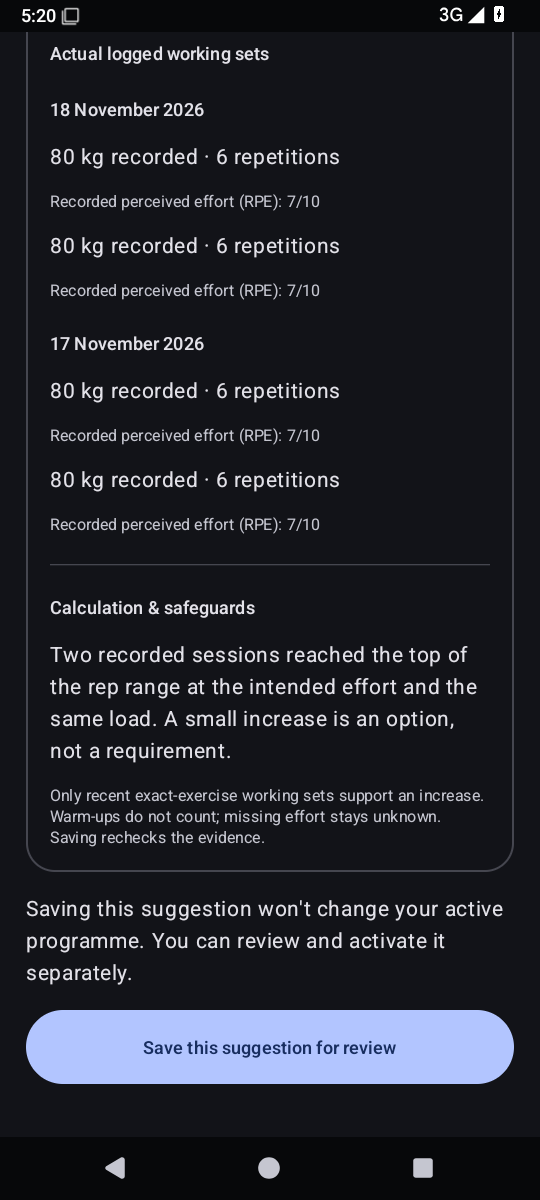 5:20
3G
Actual logged working sets
18 November 2026
80 kg recorded · 6 repetitions
Recorded perceived effort (RPE): 7/10
80 kg recorded · 6 repetitions
Recorded perceived effort (RPE): 7/10
17 November 2026
80 kg recorded · 6 repetitions
Recorded perceived effort (RPE): 7/10
80 kg recorded · 6 repetitions
Recorded perceived effort (RPE): 7/10
Calculation & safeguards
Two recorded sessions reached the top of
the rep range at the intended effort and the
same load. A small increase is an option,
not a requirement.
Only recent exact-exercise working sets support an increase.
Warm-ups do not count; missing effort stays unknown.
Saving rechecks the evidence.
Saving this suggestion won't change your active
programme. You can review and activate it
separately.
Save this suggestion for review